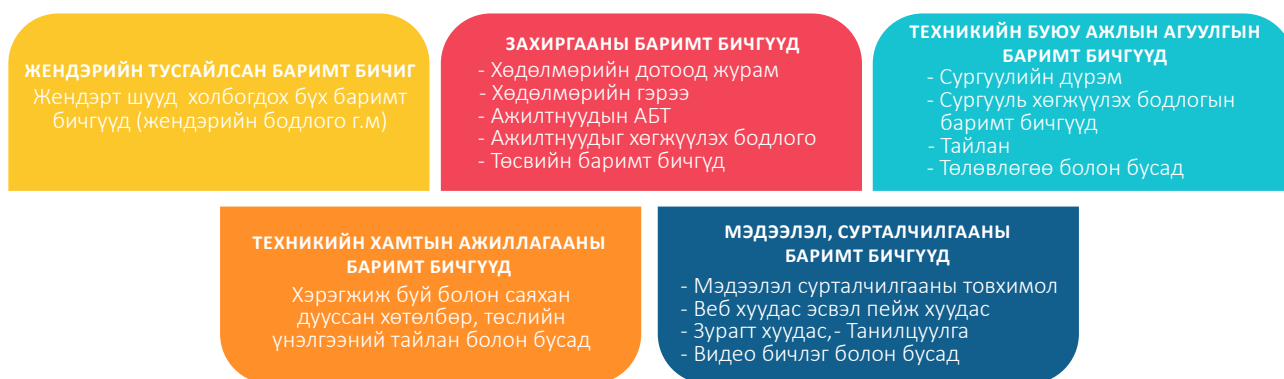 ЖЕНДЭРИЙН ТУСГАЙЛСАН БАРИМТ БИЧИГ
Жендэрт шууд холбогдох бүх баримт
бичгүүд (жендэрийн бодлого г.м)
ЗАХИРГААНЫ БАРИМТ БИЧГҮҮД
- Хөдөлмөрийн дотоод журам
- Хөдөлмөрийн гэрээ
- Ажилтнуудын АБТ
- Ажилтнуудыг хөгжүүлэх бодлого
- Төсвийн баримт бичгүд
ТЕХНИКИЙН БУЮУ АЖЛЫН АГУУЛГЫН
БАРИМТ БИЧГҮҮД
- Сургуулийн дүрэм
- Сургууль хөгжүүлэх бодлогын
баримт бичгүүд
- Тайлан
- Төлөвлөгөө болон бусад
ТЕХНИКИЙН ХАМТЫН АЖИЛЛАГААНЫ
БАРИМТ БИЧГҮҮД
Хэрэгжиж буй болон саяхан
дууссан хөтөлбөр, төслийн
үнэлгээний тайлан болон бусад
МЭДЭЭЛЭЛ, СУРТАЛЧИЛГААНЫ
БАРИМТ БИЧГҮҮД
- Мэдээлэл сурталчилгааны товхимол
- Веб хуудас эсвэл пейж хуудас
- Зурагт хуудас,- Танилцуулга
- Видео бичлэг болон бусад